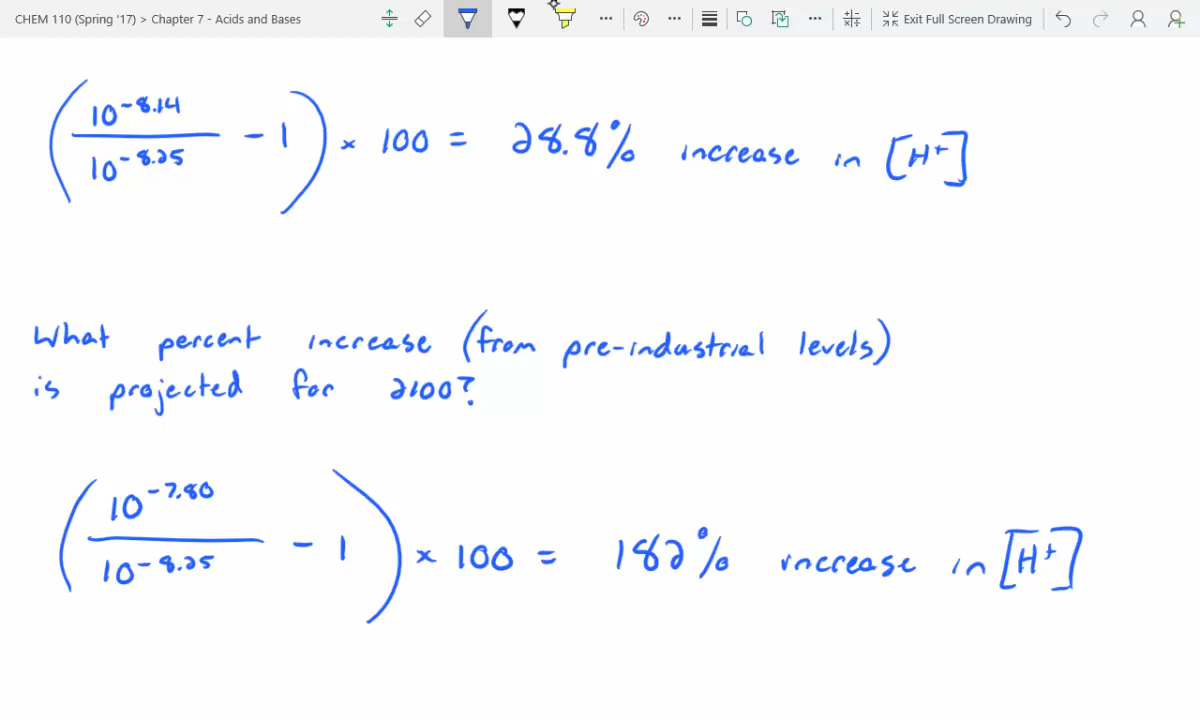 CHEM 110 (Spring '17) > Chapter 7 - Acids and Bases Exit Full Screen Drawing
(10^-8.14 / 10^-8.25 - 1) × 100 = 28.8% increase in [H+]
What percent increase (from pre-industrial levels)
is projected for 2100?
(10^-7.80 / 10^-8.25 - 1) × 100 = 182% increase in [H+]